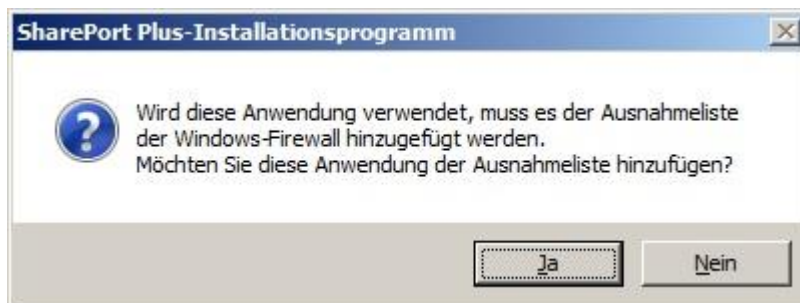 SharePort Plus-Installationsprogramm
Wird diese Anwendung verwendet, muss es der Ausnahmeliste
der Windows-Firewall hinzugefügt werden.
Möchten Sie diese Anwendung der Ausnahmeliste hinzufügen?
Ja
Nein